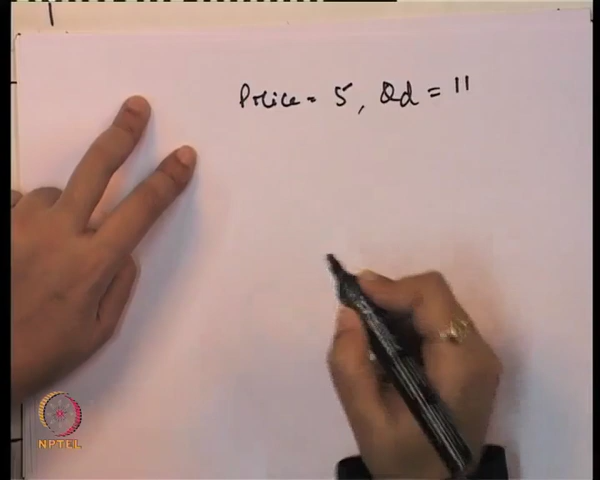 Price = 5, Qd = 11
NPTEL